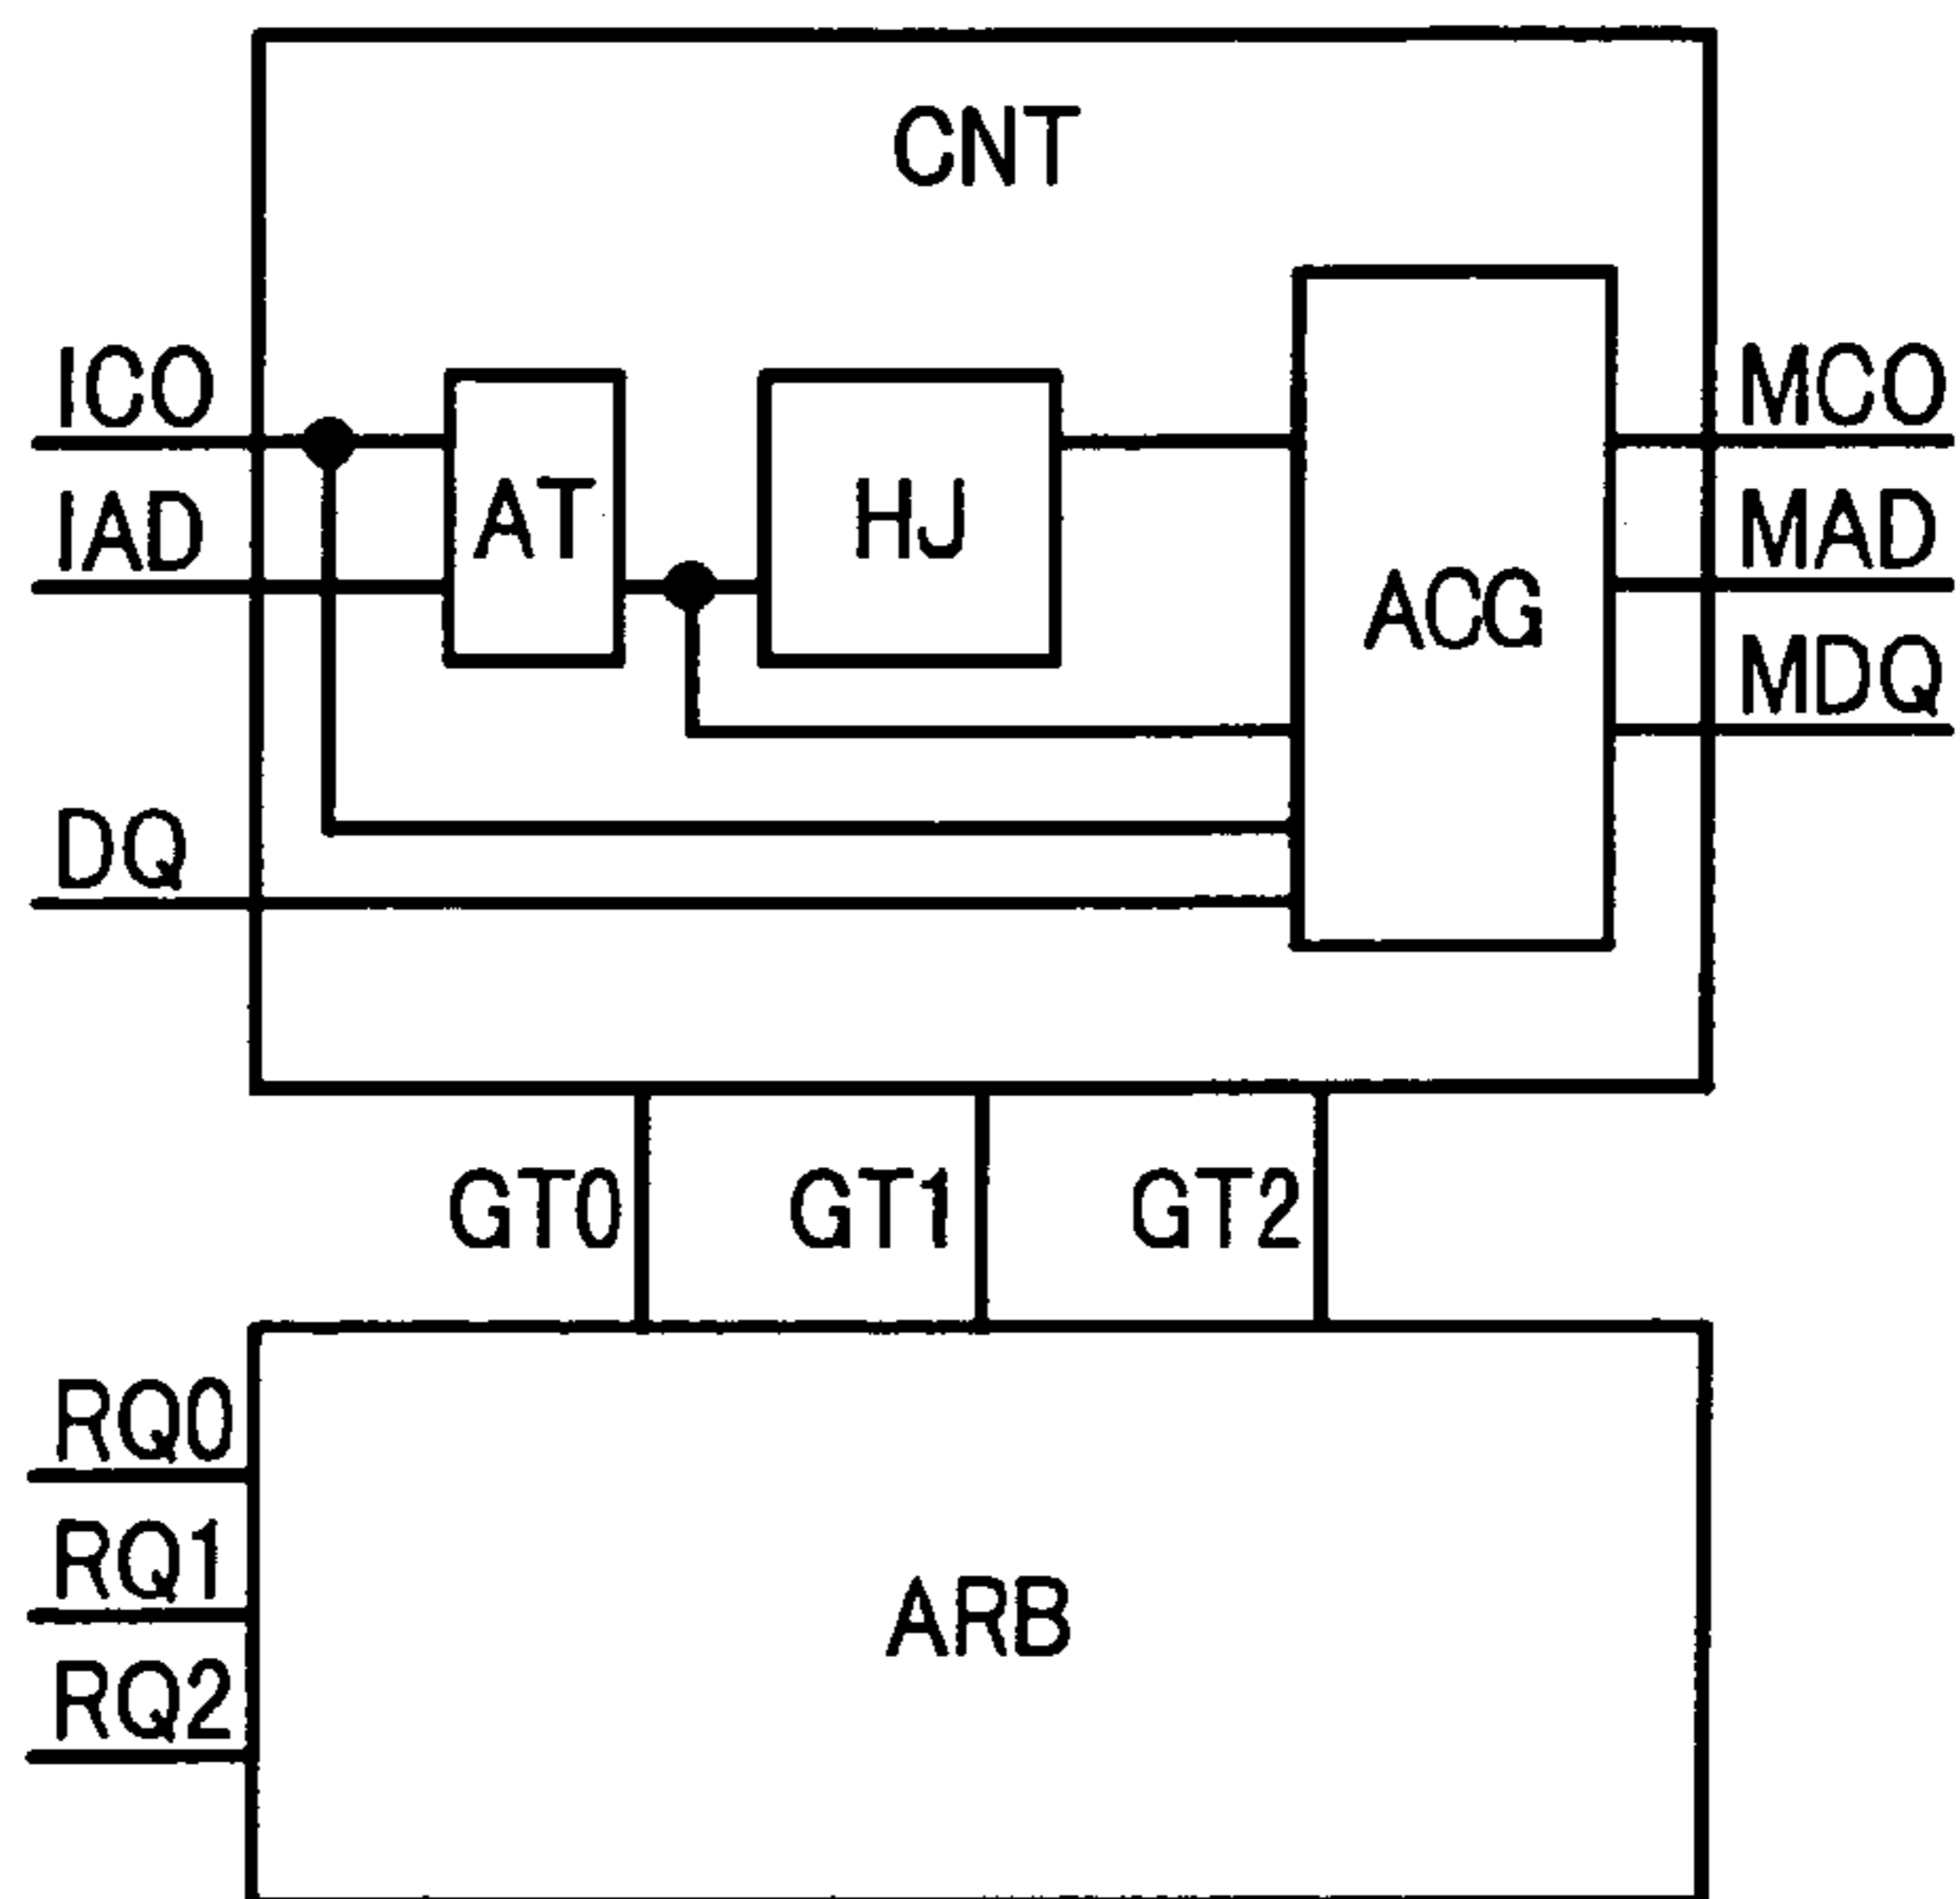 CNT
ICO
MCO
IAD
AT
HJ
MAD
ACG
MDQ
DQ
GT0
GT1
GT2
RQ0
RQ1
ARB
RQ2